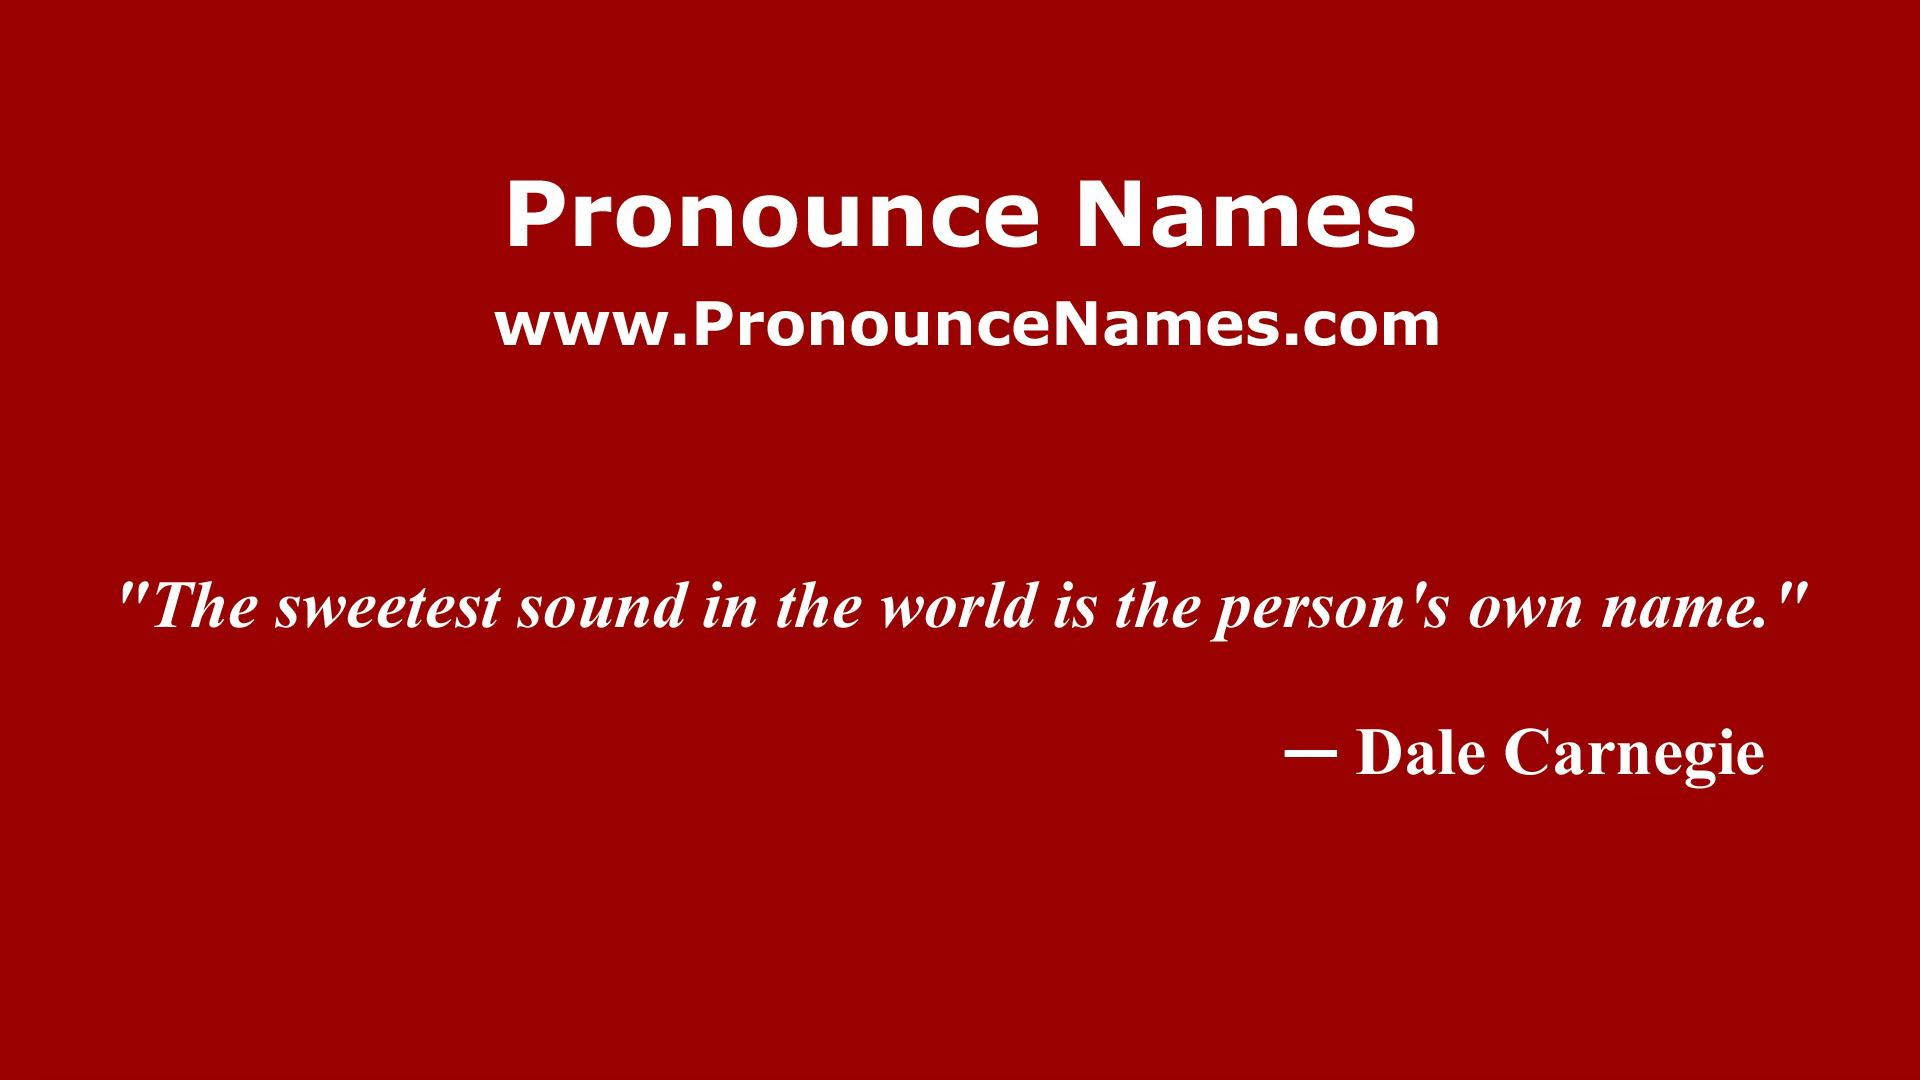 Pronounce Names
www.PronounceNames.com
"The sweetest sound in the world is the person's own name."
— Dale Carnegie